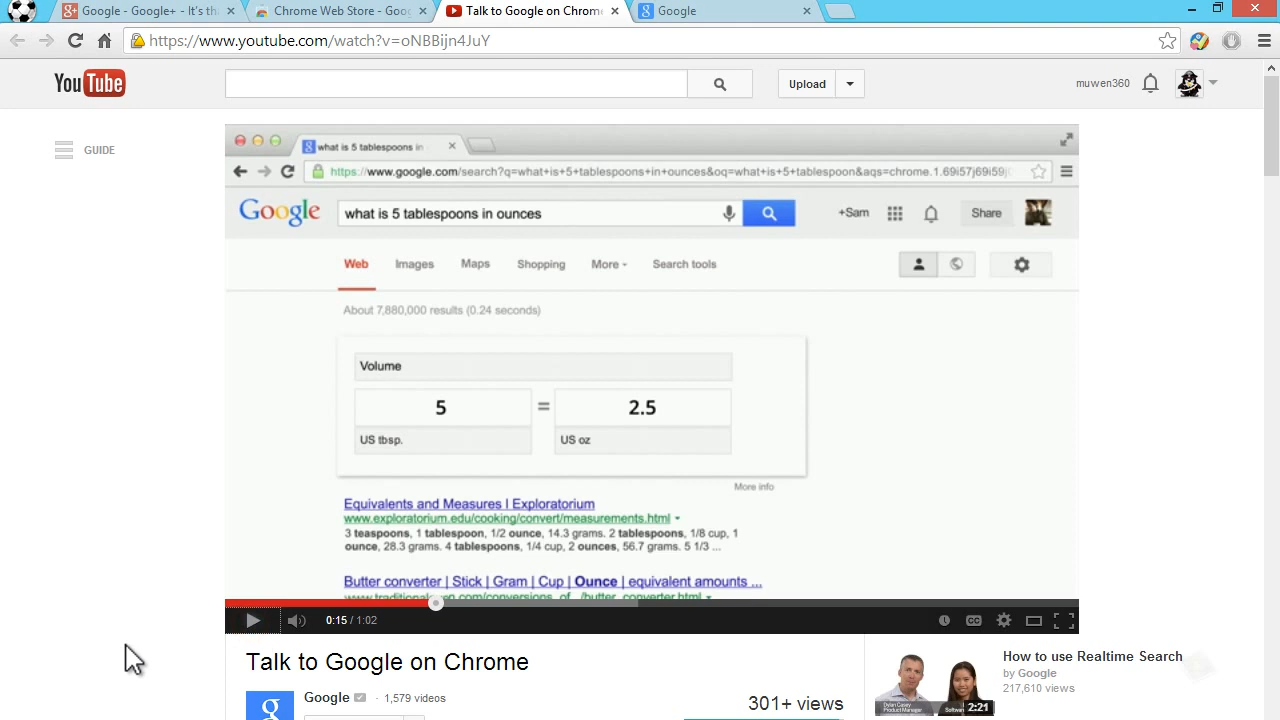 Google - Google+ - It's th
Chrome Web Store - Goo
Talk to Google on Chrom
Google
https://www.youtube.com/watch?v=oNBBijn4JuY
YouTube
Upload
muwen360
GUIDE
what is 5 tablespoons in
https://www.google.com/search?q=what+is+5+tablespoons+in+ounces&oq=what+is+5+tablespoon&aqs=chrome.1.69i57j69i59j
Google
what is 5 tablespoons in ounces
+Sam
Share
Web
Images
Maps
Shopping
More
Search tools
About 7,880,000 results (0.24 seconds)
Volume
5 = 2.5
US tbsp.
US oz
More info
Equivalents and Measures | Exploratorium
www.exploratorium.edu/cooking/convert/measurements.html
3 teaspoons, 1 tablespoon, 1/2 ounce, 14.3 grams. 2 tablespoons, 1/8 cup, 1
ounce, 28.3 grams. 4 tablespoons, 1/4 cup, 2 ounces, 56.7 grams. 5 1/3 ...
Butter converter | Stick | Gram | Cup | Ounce | equivalent amounts ...
0:15 / 1:02
CC
Talk to Google on Chrome
Google
· 1,579 videos
301+ views
How to use Realtime Search
by Google
217,610 views
Dylan Casey
Product Manager
Softwar
2:21